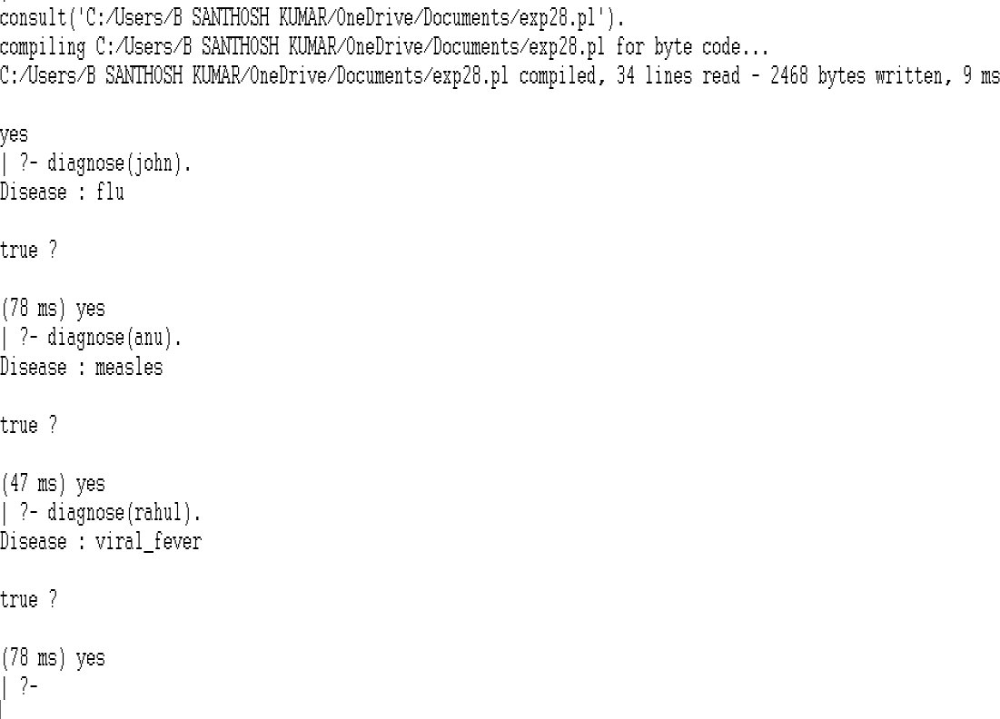 consult('C:/Users/B SANTHOSH KUMAR/OneDrive/Documents/exp28.pl').
compiling C:/Users/B SANTHOSH KUMAR/OneDrive/Documents/exp28.pl for byte code...
C:/Users/B SANTHOSH KUMAR/OneDrive/Documents/exp28.pl compiled, 34 lines read - 2468 bytes written, 9 ms
yes
| ?- diagnose(john).
Disease : flu
true ?
(78 ms) yes
| ?- diagnose(anu).
Disease : measles
true ?
(47 ms) yes
| ?- diagnose(rahul).
Disease : viral_fever
true ?
(78 ms) yes
| ?-